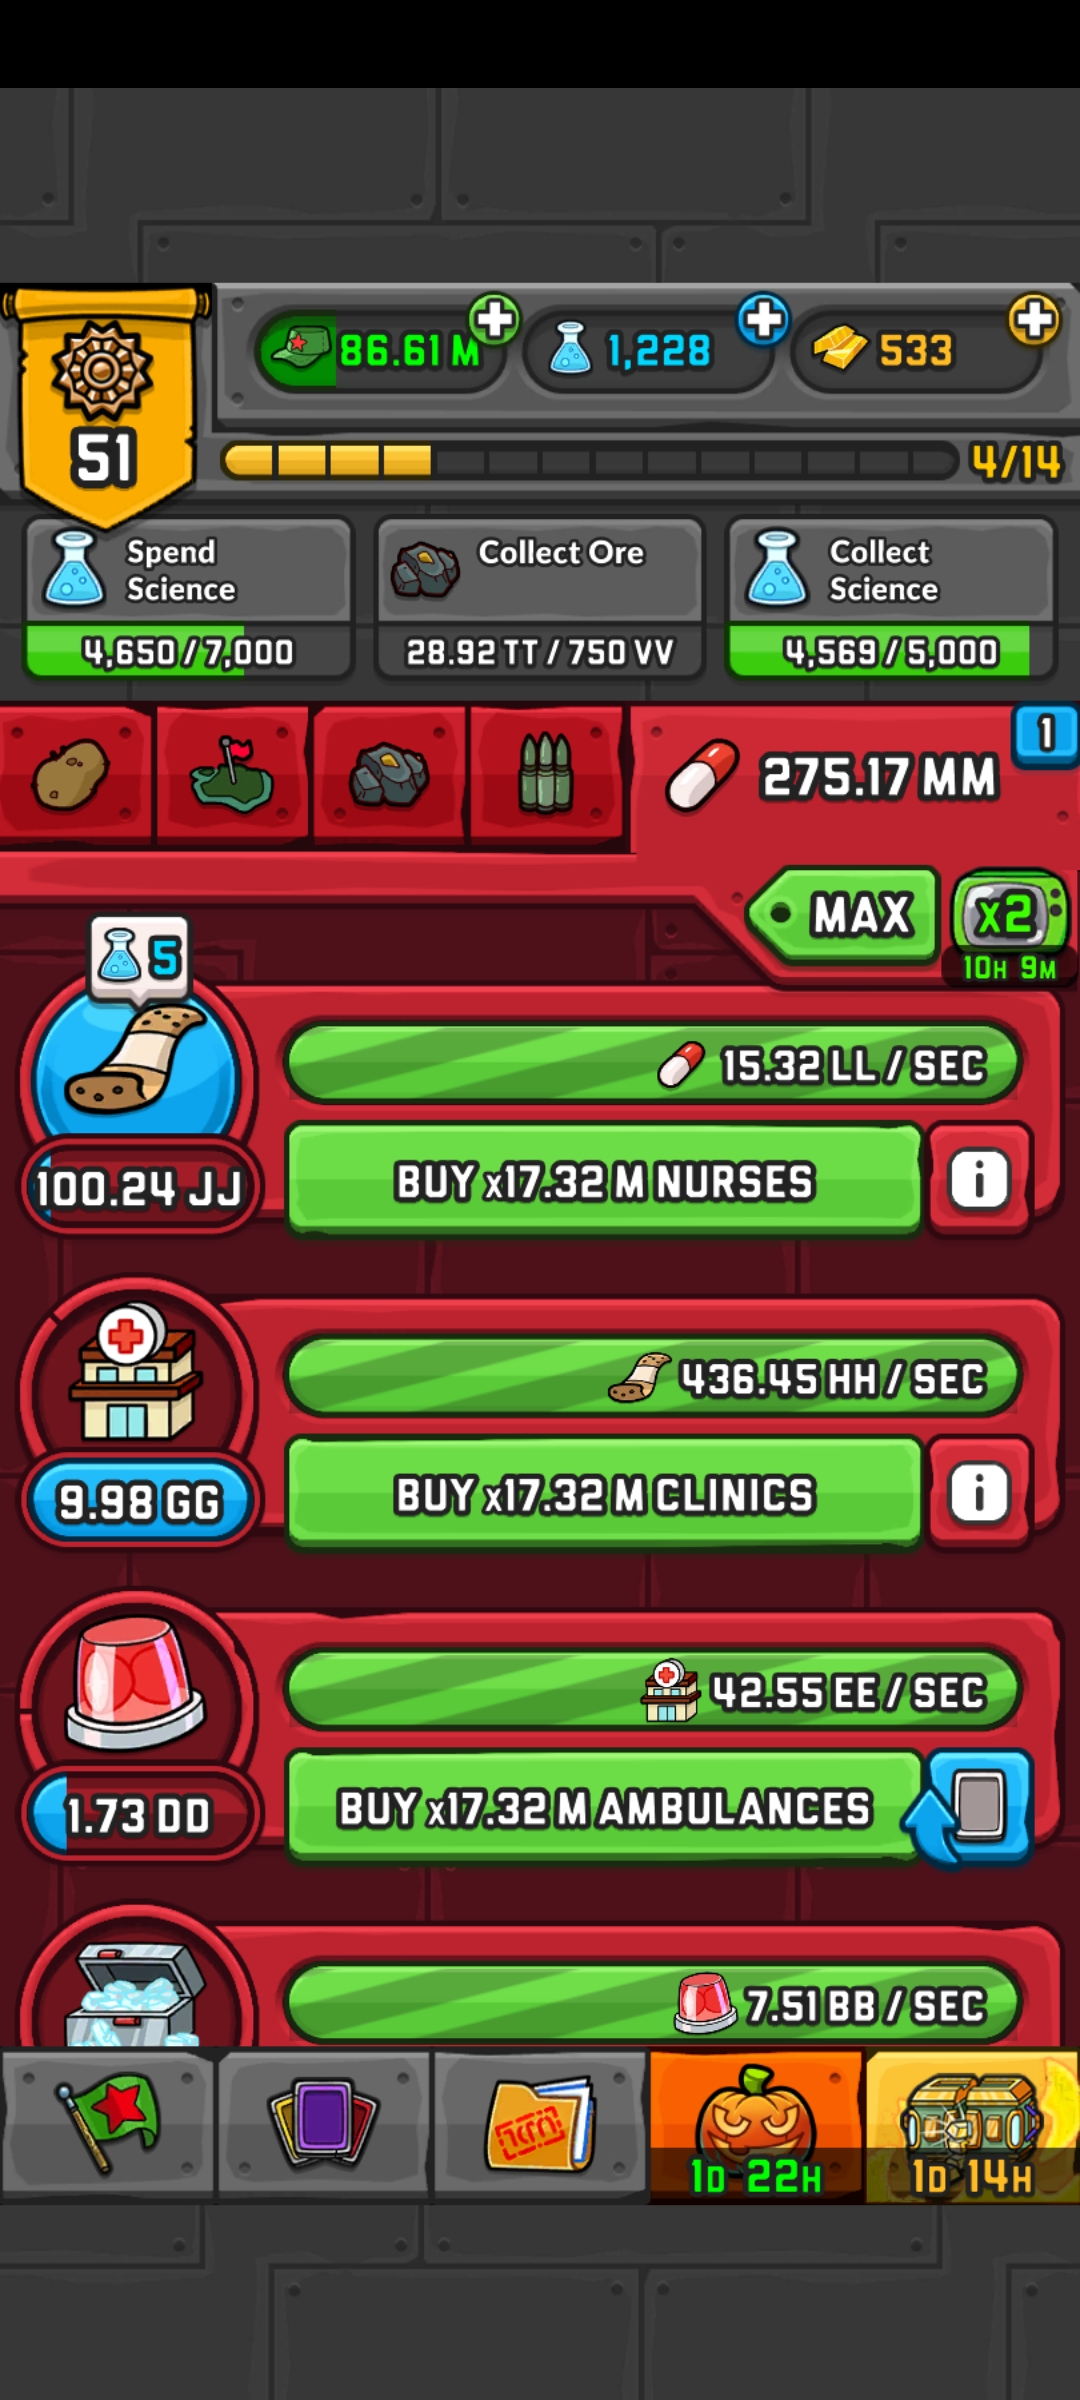 51
86.61 M
1,228
533
4/14
Spend
Science
4,650/7,000
Collect Ore
28.92 TT/750 VV
Collect
Science
4,569/5,000
275.17 MM
1
MAX
x2
10H 9M
5
15.32 LL/SEC
100.24 JJ
BUY x17.32 M NURSES
i
436.45 HH/SEC
9.98 GG
BUY x17.32 M CLINICS
i
42.55 EE/SEC
1.73 DD
BUY x17.32 M AMBULANCES
7.51 BB/SEC
1D 22H
1D 14H